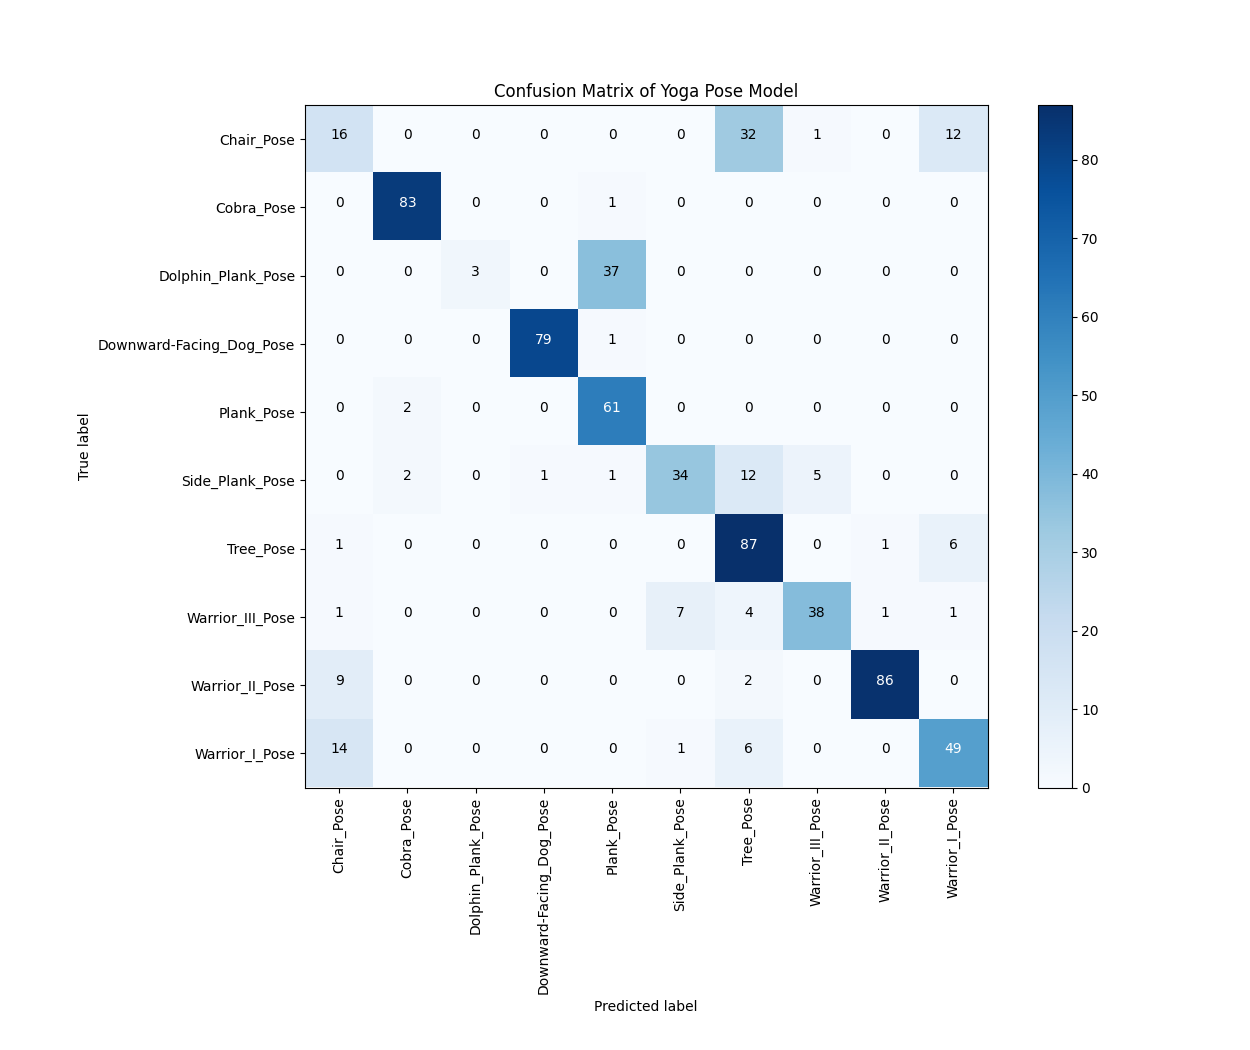 Confusion Matrix of Yoga Pose Model
True label
Chair_Pose 16 0 0 0 0 0 32 1 0 12
Cobra_Pose 0 83 0 0 1 0 0 0 0 0
Dolphin_Plank_Pose 0 0 3 0 37 0 0 0 0 0
Downward-Facing_Dog_Pose 0 0 0 79 1 0 0 0 0 0
Plank_Pose 0 2 0 0 61 0 0 0 0 0
Side_Plank_Pose 0 2 0 1 1 34 12 5 0 0
Tree_Pose 1 0 0 0 0 0 87 0 1 6
Warrior_III_Pose 1 0 0 0 0 7 4 38 1 1
Warrior_II_Pose 9 0 0 0 0 0 2 0 86 0
Warrior_I_Pose 14 0 0 0 0 1 6 0 0 49
Chair_Pose
Cobra_Pose
Dolphin_Plank_Pose
Downward-Facing_Dog_Pose
Plank_Pose
Side_Plank_Pose
Tree_Pose
Warrior_III_Pose
Warrior_II_Pose
Warrior_I_Pose
Predicted label
80
70
60
50
40
30
20
10
0